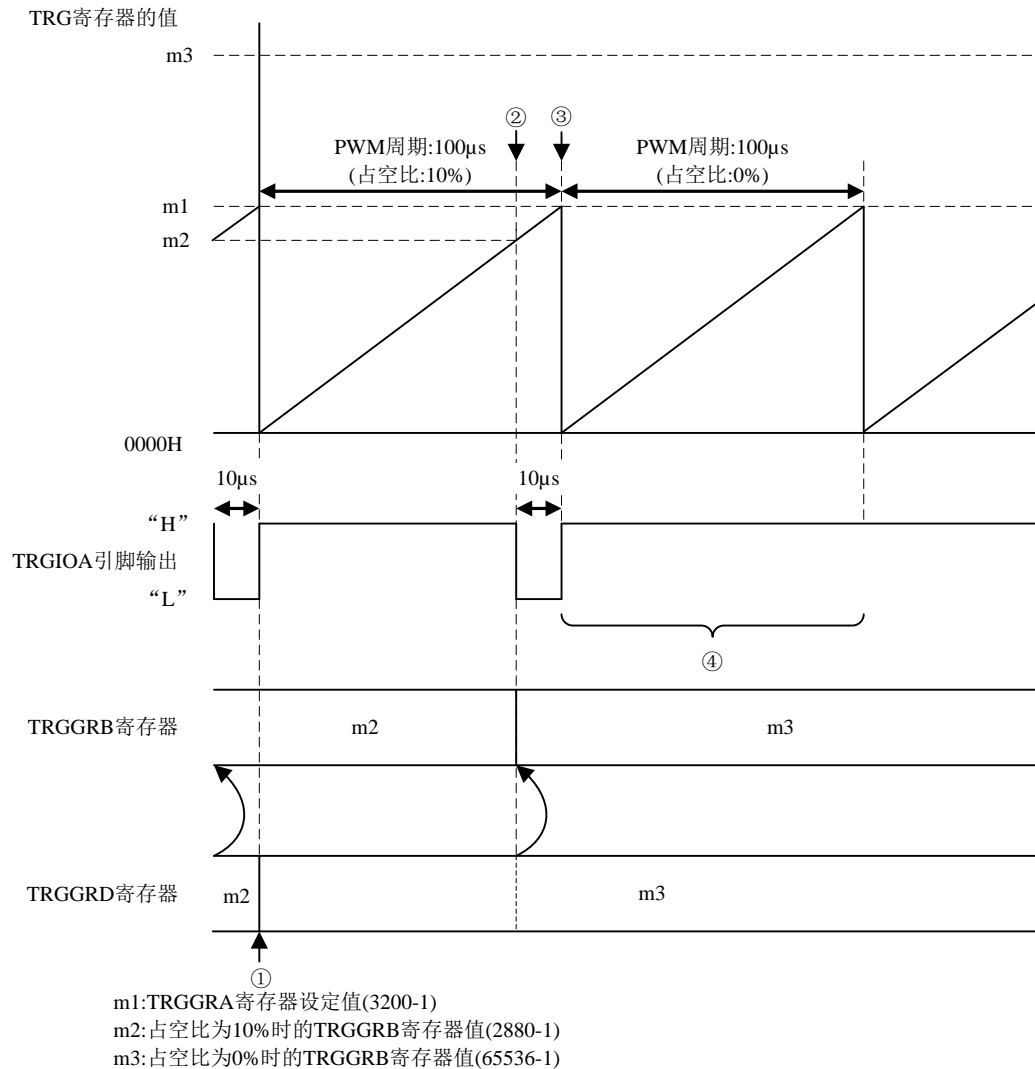 TRG寄存器的值
m3
② ③
PWM周期:100μs
(占空比:10%)
PWM周期:100μs
(占空比:0%)
m1
m2
0000H
10μs
10μs
“H”
TRGIOA引脚输出
“L”
④
TRGGRB寄存器
m2
m3
TRGGRD寄存器
m2
m3
①
m1:TRGGRA寄存器设定值(3200-1)
m2:占空比为10%时的TRGGRB寄存器值(2880-1)
m3:占空比为0%时的TRGGRB寄存器值(65536-1)